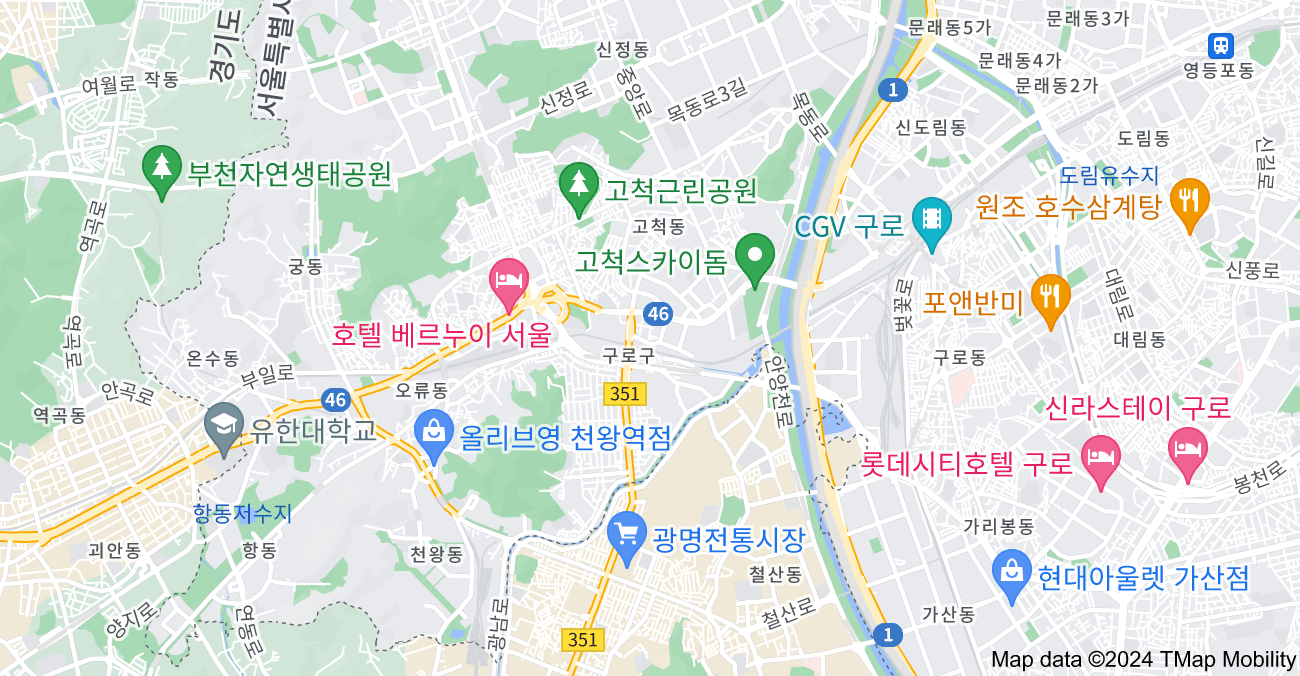 경기도
서울특별시
여월로
작동
신정동
중앙로
신정로
목동로3길
목동로
문래동5가
문래동3가
문래동4가
문래동2가
영등포동
1
신도림동
도림동
신길로
부천자연생태공원
고척근린공원
고척동
도림유수지
원조 호수삼계탕
CGV 구로
역곡로
궁동
고척스카이돔
신풍로
대림로
벚꽃로
포앤반미
46
호텔 베르누이 서울
역곡로
온수동
부일로
구로구
구로동
대림동
안양천로
안곡로
오류동
351
46
역곡동
유한대학교
올리브영 천왕역점
신라스테이 구로
롯데시티호텔 구로
봉천로
항동저수지
괴안동
항동
천왕동
광명전통시장
가리봉동
철산동
현대아울렛 가산점
양지로
연동로
광남로
철산로
가산동
351
1
Map data ©2024 TMap Mobility